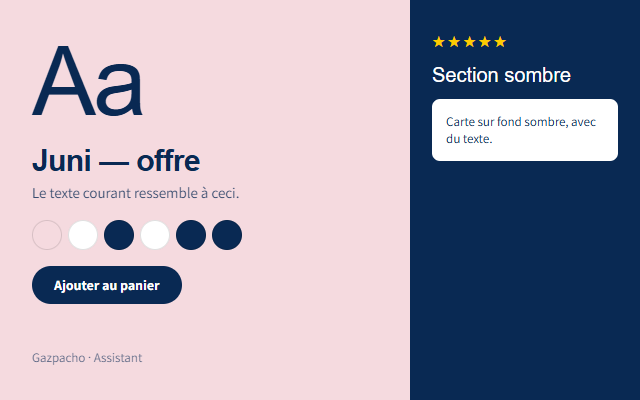 Aa
Juni — offre
Le texte courant ressemble à ceci.
Ajouter au panier
Gazpacho · Assistant
Section sombre
Carte sur fond sombre, avec
du texte.